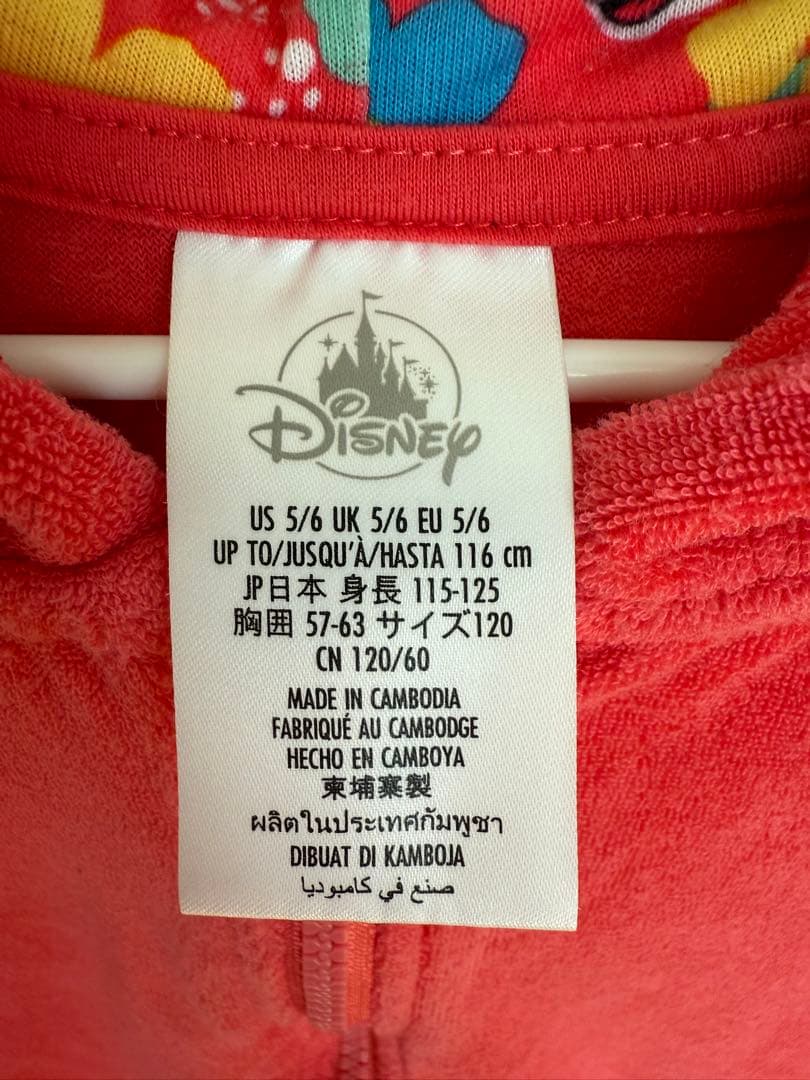 DISNEY
US 5/6 UK 5/6 EU 5/6
UP TO/JUSQU'À/HASTA 116 cm
JP日本 身長 115-125
胸囲 57-63 サイズ120
CN 120/60
MADE IN CAMBODIA
FABRIQUÉ AU CAMBODGE
HECHO EN CAMBOYA
柬埔寨製
ผลิตในประเทศกัมพูชา
DIBUAT DI KAMBOJA
صنع في كامبوديا